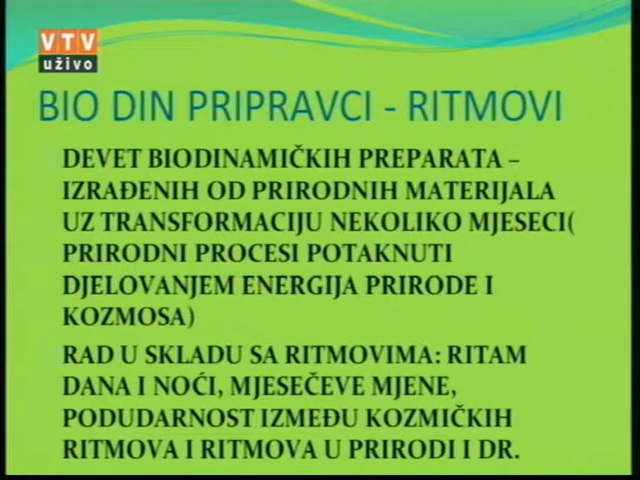 VTV
uživo
BIO DIN PRIPRAVCI - RITMOVI
DEVET BIODINAMIČKIH PREPARATA –
IZRAĐENIH OD PRIRODNIH MATERIJALA
UZ TRANSFORMACIJU NEKOLIKO MJESECI(
PRIRODNI PROCESI POTAKNUTI
DJELOVANJEM ENERGIJA PRIRODE I
KOZMOSA)
RAD U SKLADU SA RITMOVIMA: RITAM
DANA I NOĆI, MJESEČEVE MJENE,
PODUDARNOST IZMEĐU KOZMIČKIH
RITMOVA I RITMOVA U PRIRODI I DR.